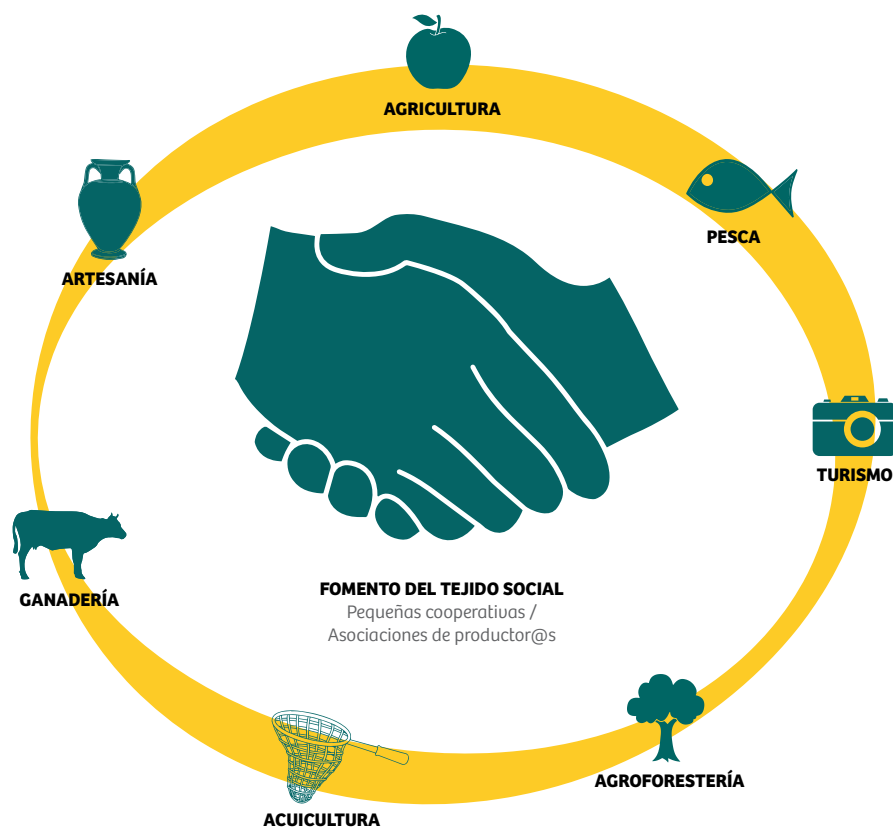 AGRICULTURA
PESCA
ARTESANÍA
TURISMO
GANADERÍA
FOMENTO DEL TEJIDO SOCIAL
Pequeñas cooperativas /
Asociaciones de productor@s
AGROFORESTERÍA
ACUICULTURA